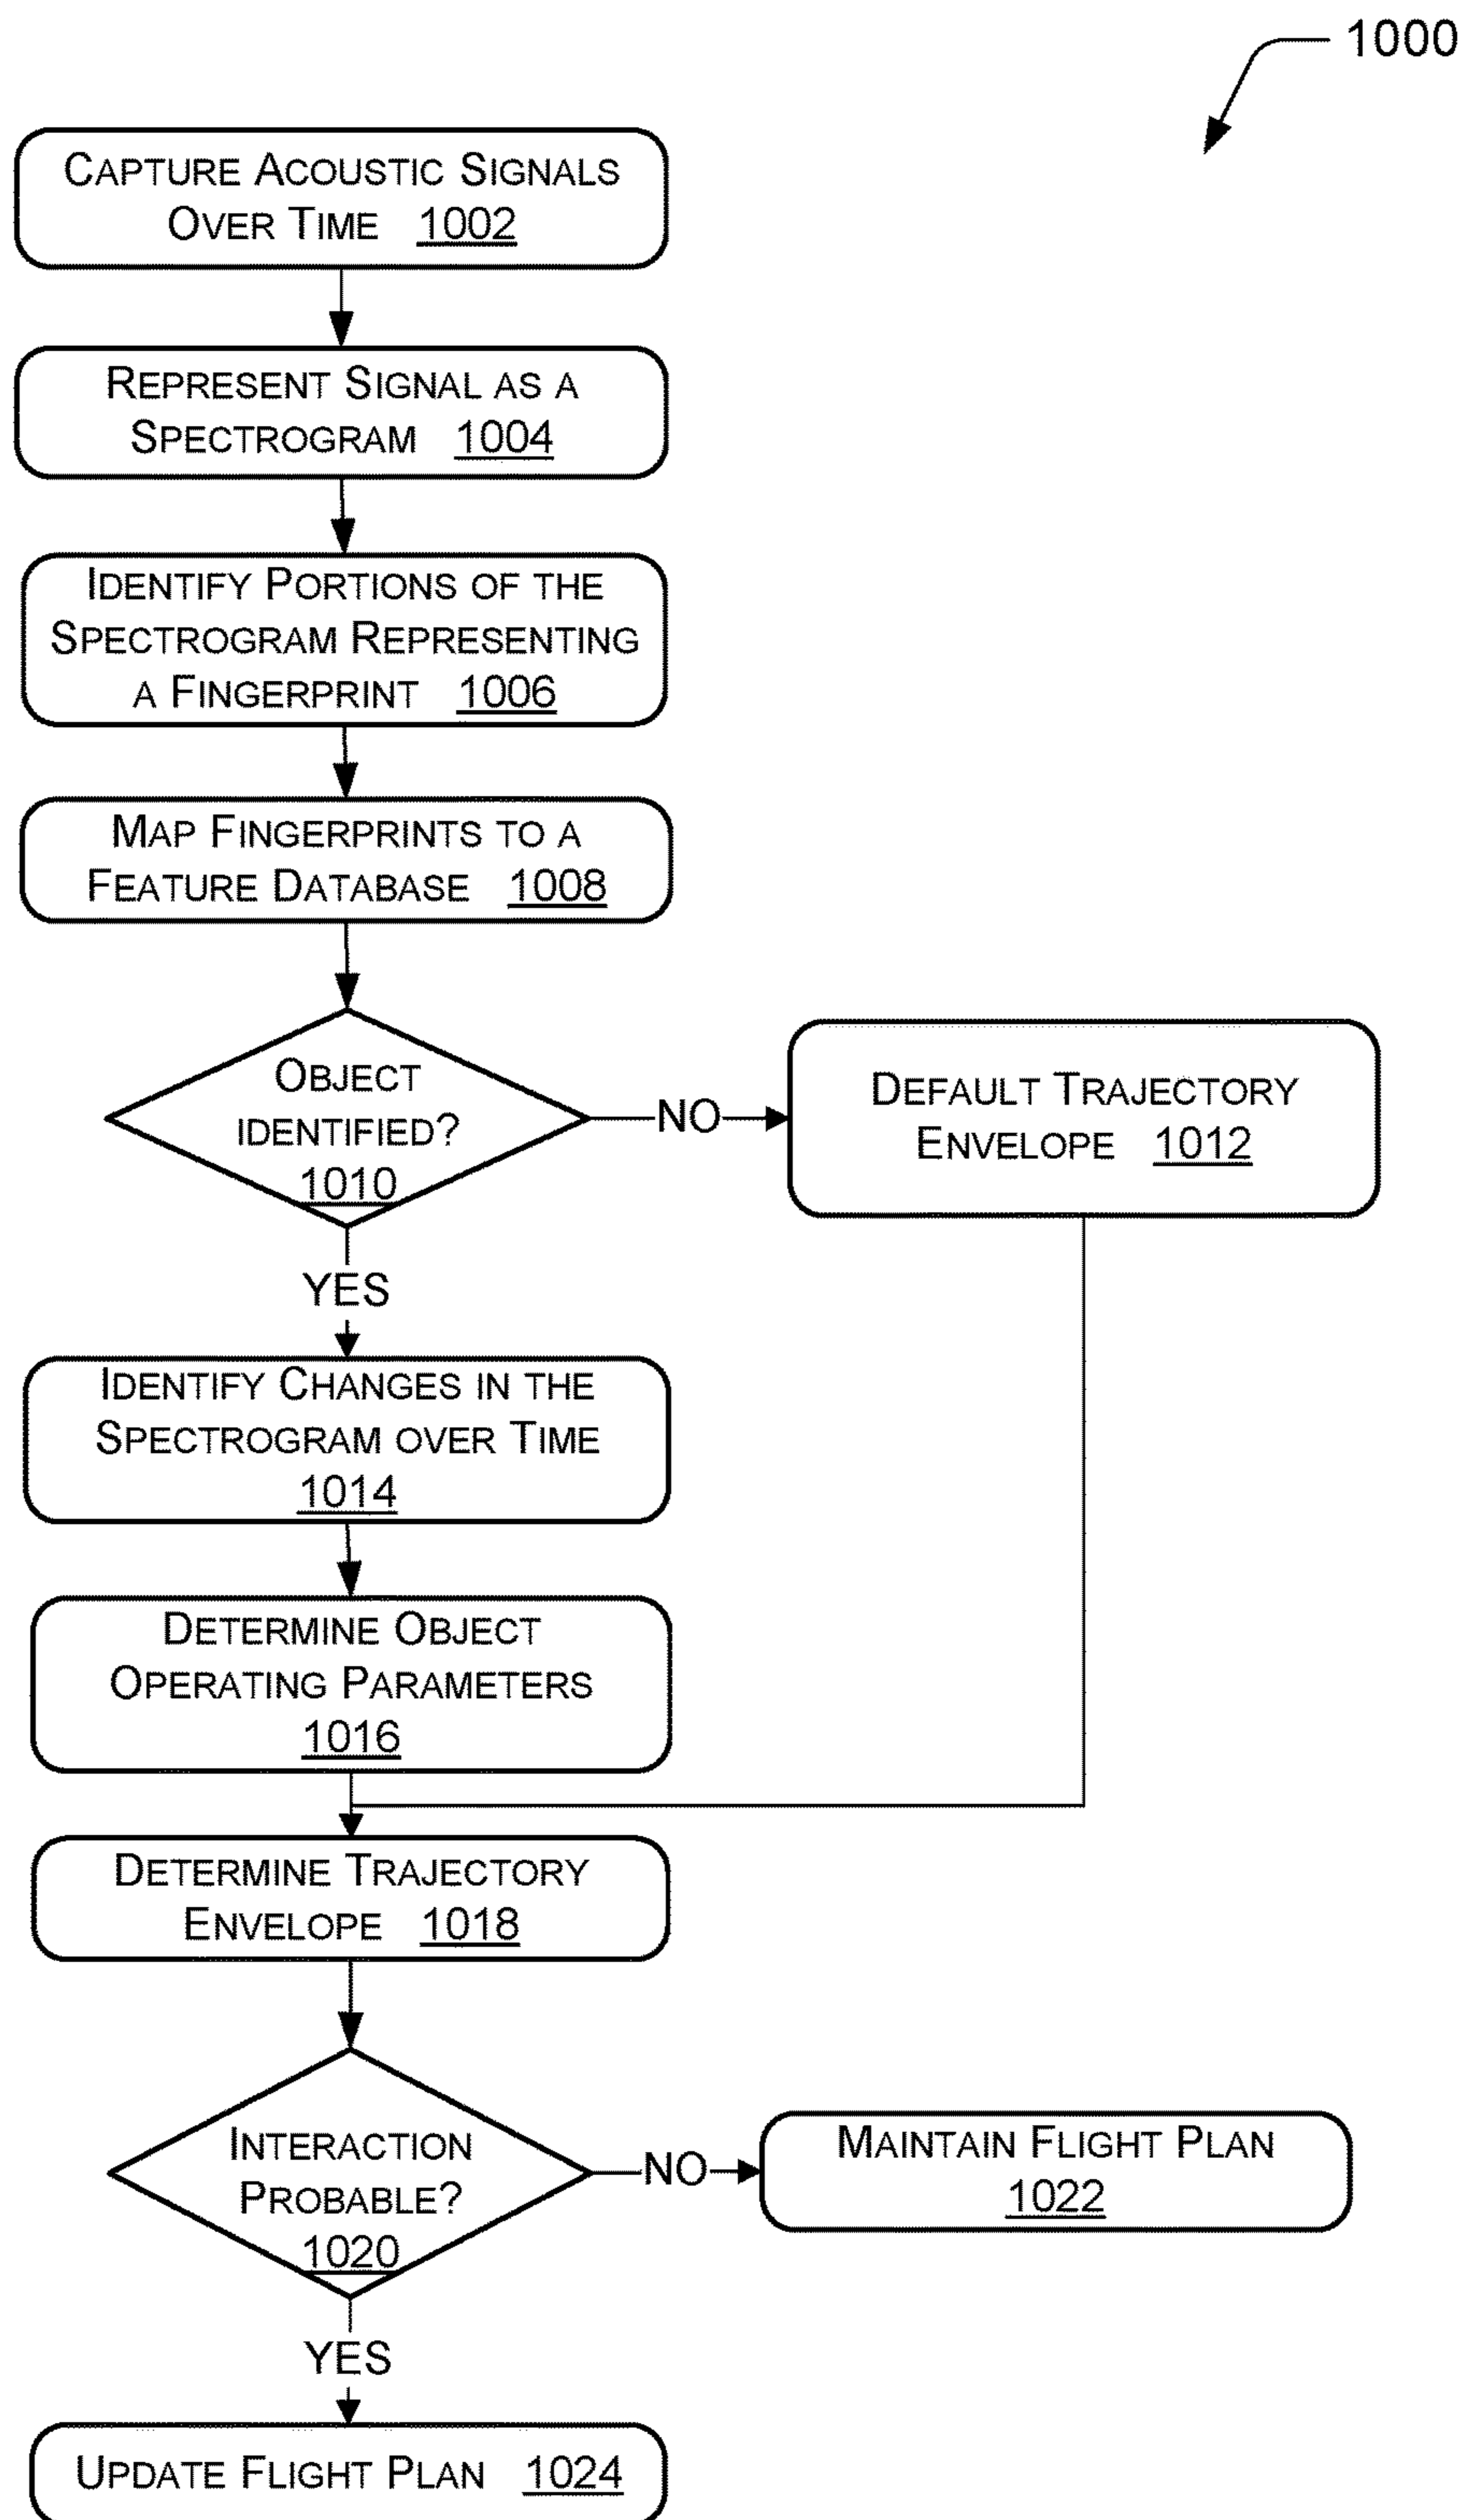 1000
CAPTURE ACOUSTIC SIGNALS
OVER TIME 1002
REPRESENT SIGNAL AS A
SPECTROGRAM 1004
IDENTIFY PORTIONS OF THE
SPECTROGRAM REPRESENTING
A FINGERPRINT 1006
MAP FINGERPRINTS TO A
FEATURE DATABASE 1008
OBJECT
IDENTIFIED?
1010
NO
DEFAULT TRAJECTORY
ENVELOPE 1012
YES
IDENTIFY CHANGES IN THE
SPECTROGRAM OVER TIME
1014
DETERMINE OBJECT
OPERATING PARAMETERS
1016
DETERMINE TRAJECTORY
ENVELOPE 1018
INTERACTION
PROBABLE?
1020
NO
MAINTAIN FLIGHT PLAN
1022
YES
UPDATE FLIGHT PLAN 1024